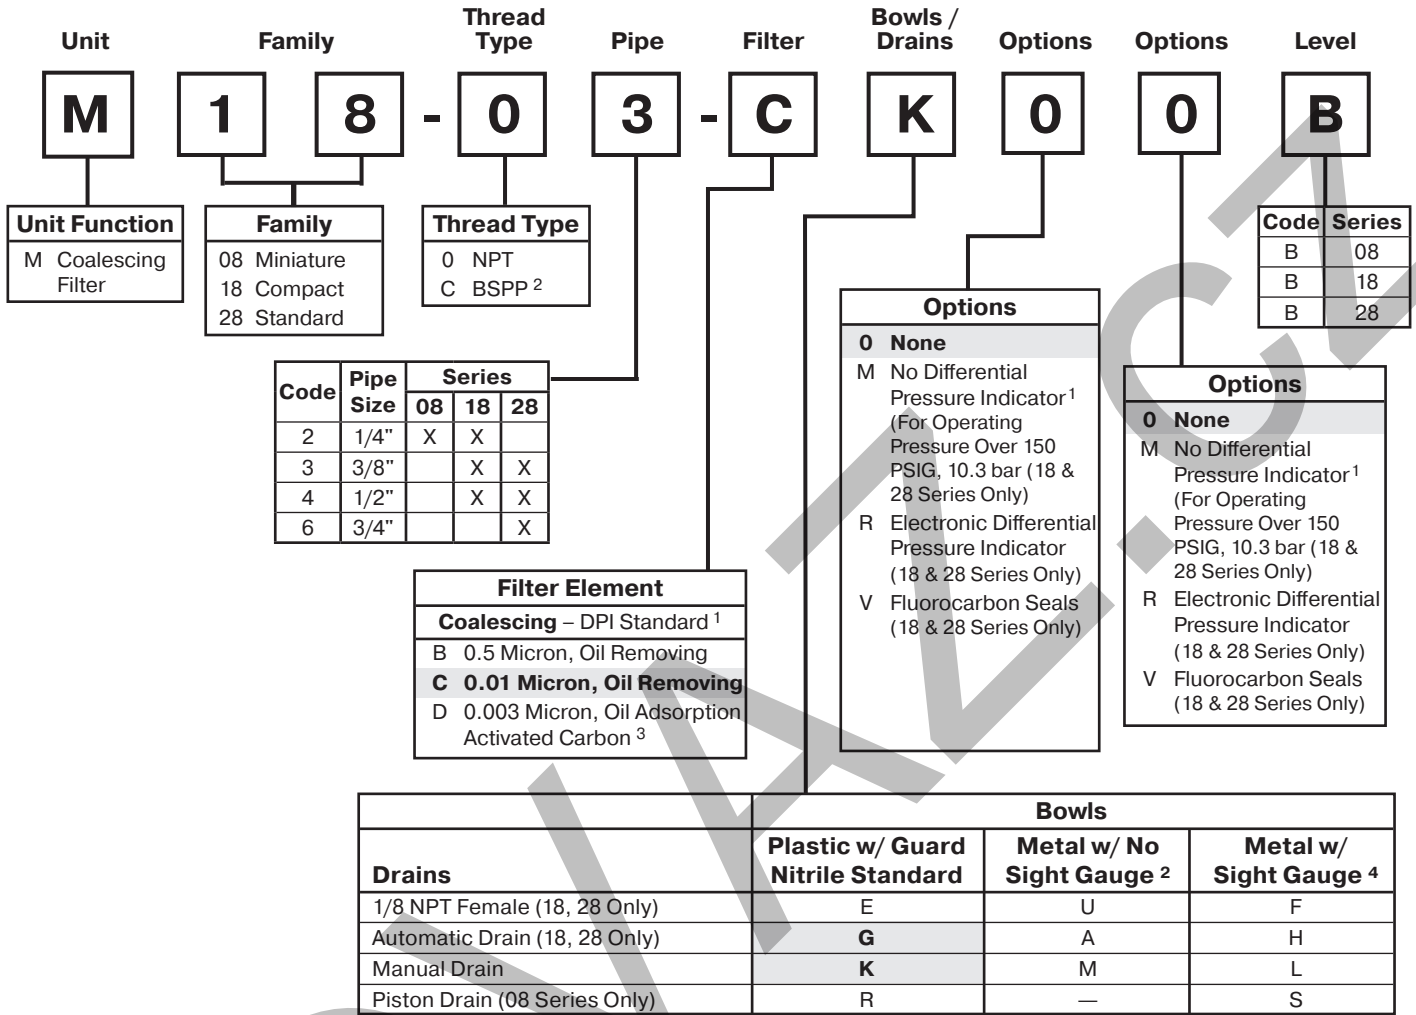 Unit Family Thread Type Pipe Filter Bowls / Drains Options Options Level
M 1 8 - 0 3 - C K 0 0 B
Unit Function
M Coalescing
Filter
Family
08 Miniature
18 Compact
28 Standard
Thread Type
0 NPT
C BSPP 2
Code Series
B 08
B 18
B 28
Code Pipe Size Series
08 18 28
2 1/4" X X
3 3/8" X X
4 1/2" X X
6 3/4" X
Options
0 None
M No Differential
Pressure Indicator 1
(For Operating
Pressure Over 150
PSIG, 10.3 bar (18 &
28 Series Only)
R Electronic Differential
Pressure Indicator
(18 & 28 Series Only)
V Fluorocarbon Seals
(18 & 28 Series Only)
Options
0 None
M No Differential
Pressure Indicator 1
(For Operating
Pressure Over 150
PSIG, 10.3 bar (18 &
28 Series Only)
R Electronic Differential
Pressure Indicator
(18 & 28 Series Only)
V Fluorocarbon Seals
(18 & 28 Series Only)
Filter Element
Coalescing – DPI Standard 1
B 0.5 Micron, Oil Removing
C 0.01 Micron, Oil Removing
D 0.003 Micron, Oil Adsorption
Activated Carbon 3
Bowls
Drains
Plastic w/ Guard
Nitrile Standard
Metal w/ No
Sight Gauge 2
Metal w/
Sight Gauge 4
1/8 NPT Female (18, 28 Only) E U F
Automatic Drain (18, 28 Only) G A H
Manual Drain K M L
Piston Drain (08 Series Only) R — S
VAZ.cz